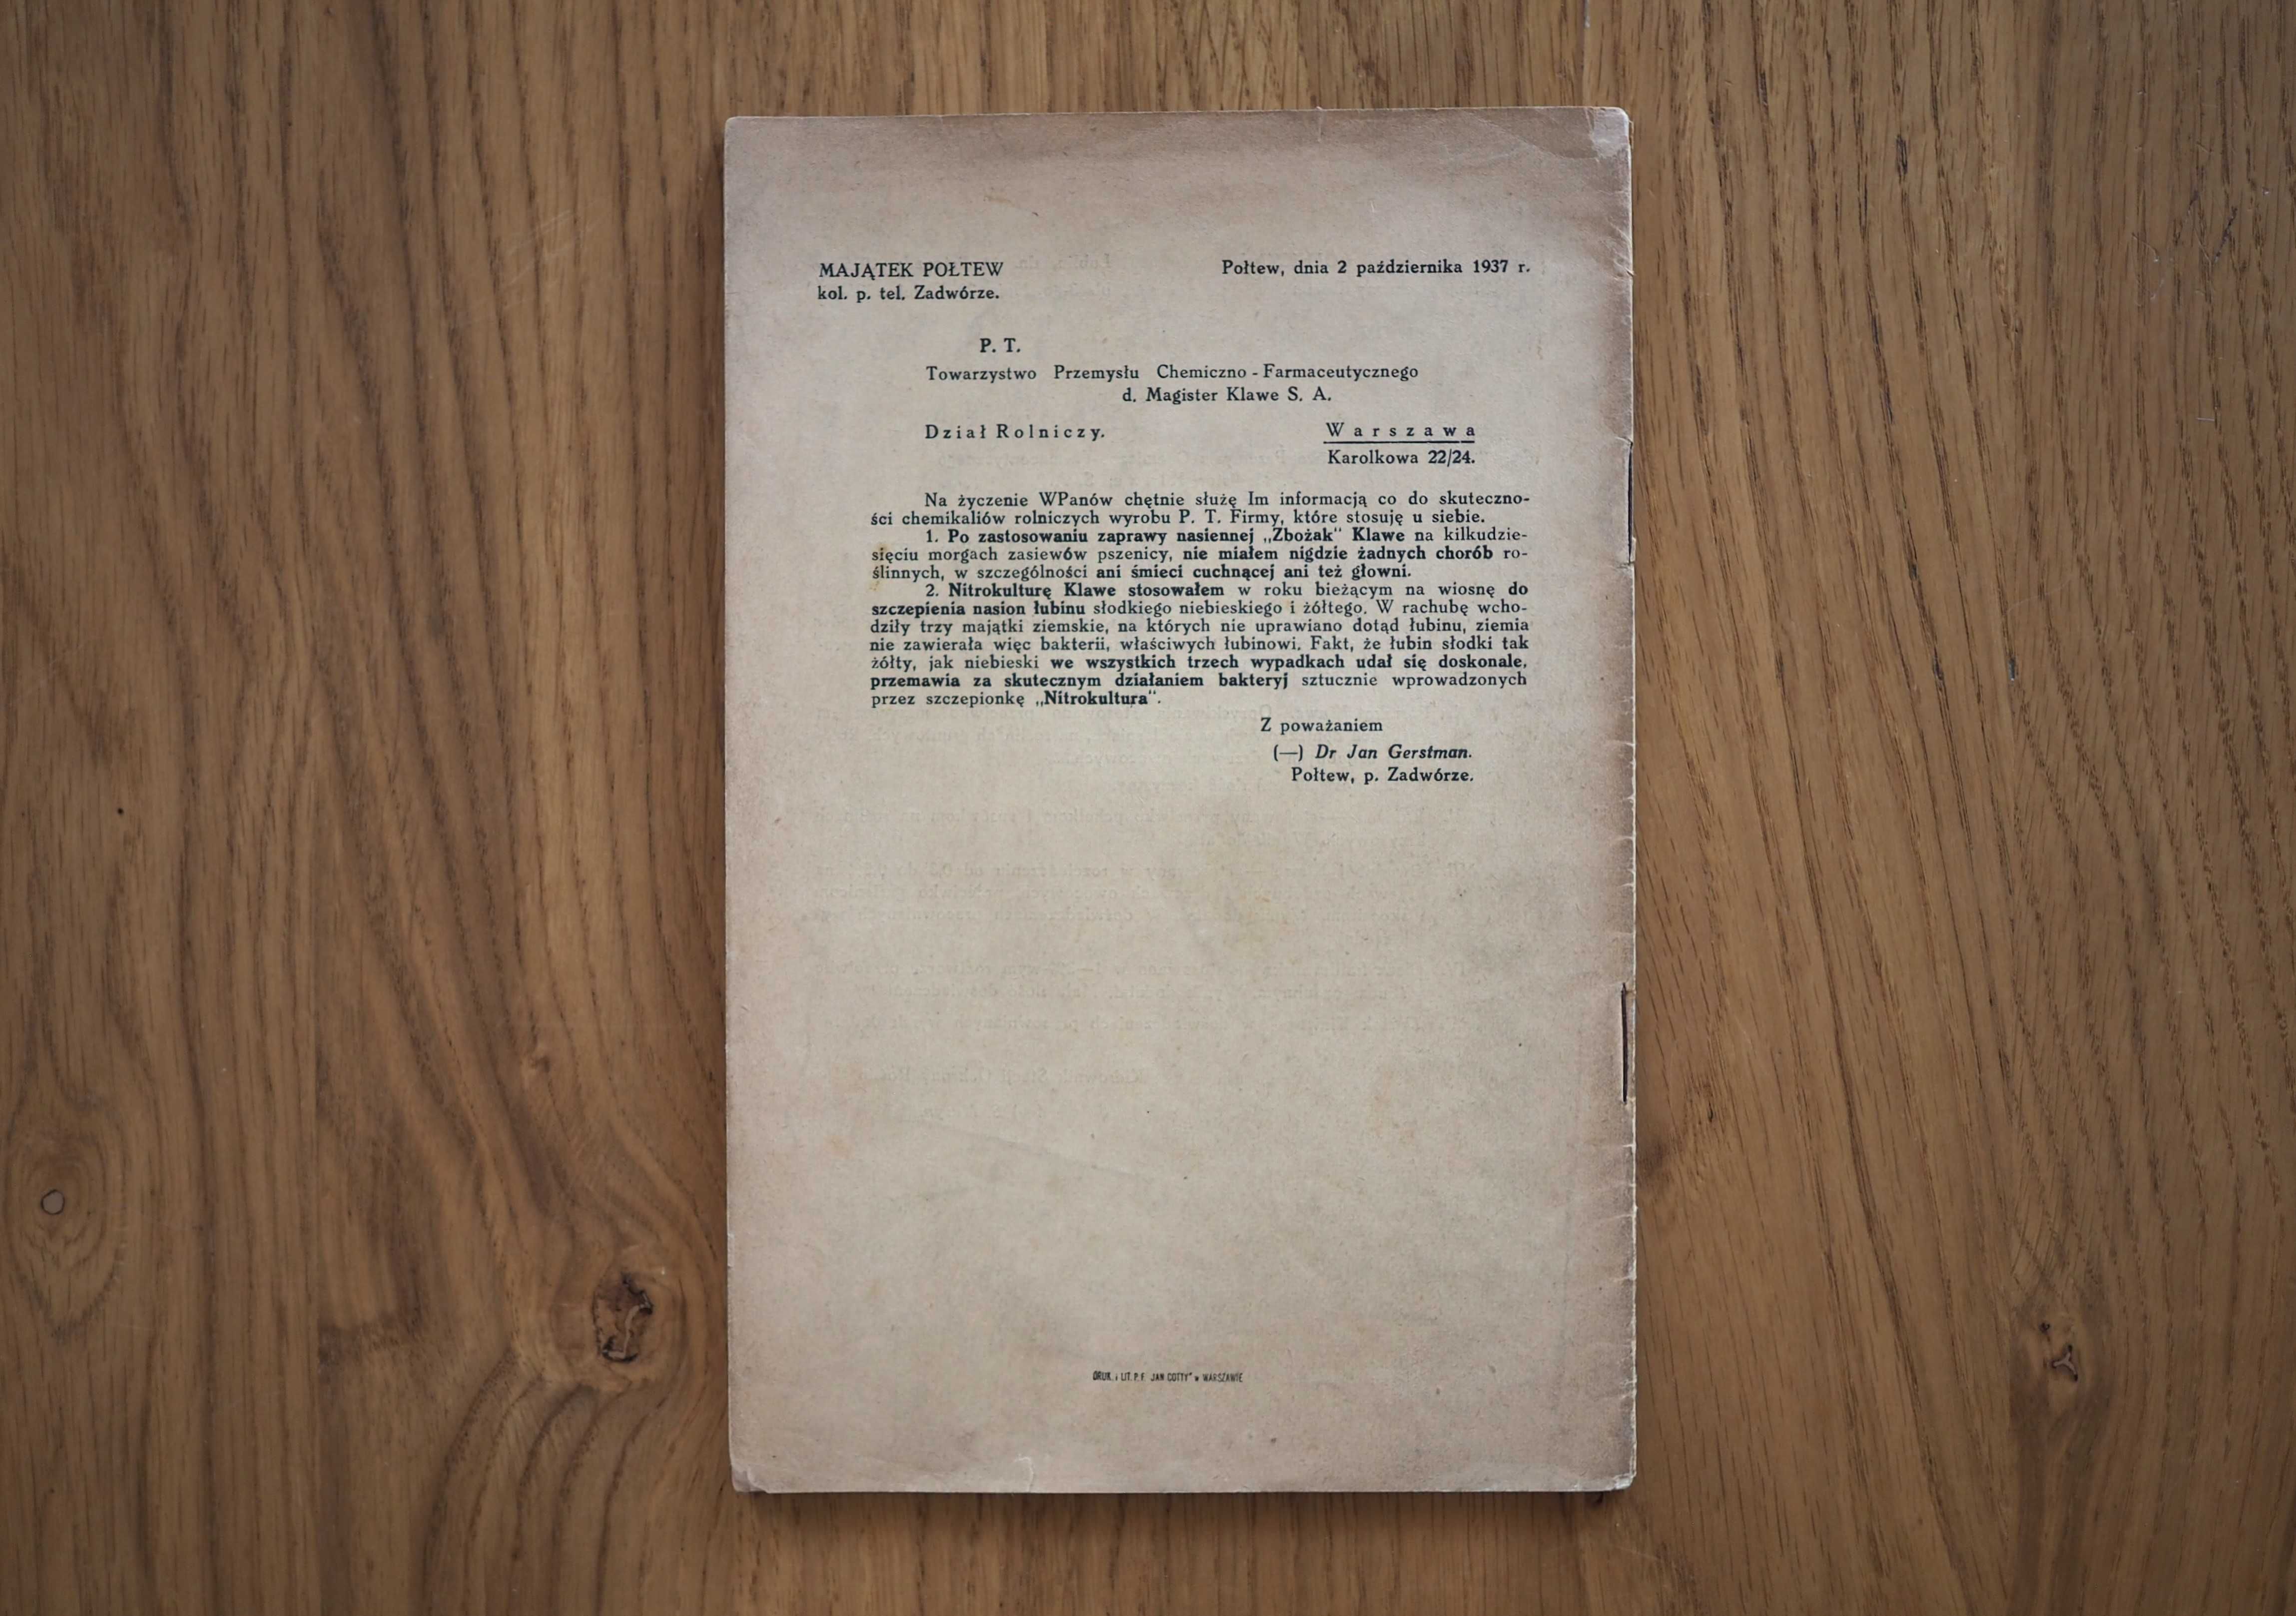 MAJĄTEK POŁTEW
kol. p. tel. Zadwórze.
Połtew, dnia 2 października 1937 r.
P. T.
Towarzystwo Przemysłu Chemiczno - Farmaceutycznego
d. Magister Klawe S. A.
Dział Rolniczy.
Warszawa
Karolkowa 22/24.
Na życzenie WPanów chętnie służę Im informacją co do skuteczno-
ści chemikaliów rolniczych wyrobu P. T. Firmy, które stosuję u siebie.
1. Po zastosowaniu zaprawy nasiennej „Zbożak" Klawe na kilkudzie-
sięciu morgach zasiewów pszenicy, nie miałem nigdzie żadnych chorób ro-
ślinnych, w szczególności ani śmieci cuchnącej ani też głowni.
2. Nitrokulturę Klawe stosowałem w roku bieżącym na wiosnę do
szczepienia nasion łubinu słodkiego niebieskiego i żółtego. W rachubę wcho-
dziły trzy majątki ziemskie, na których nie uprawiano dotąd łubinu, ziemia
nie zawierała więc bakterii, właściwych łubinowi. Fakt, że łubin słodki tak
żółty, jak niebieski we wszystkich trzech wypadkach udał się doskonale,
przemawia za skutecznym działaniem bakteryj sztucznie wprowadzonych
przez szczepionkę „Nitrokultura".
Z poważaniem
(—) Dr Jan Gerstman.
Połtew, p. Zadwórze.
DRUK. i LIT. P. F. JAN COTTY" w WARSZAWIE